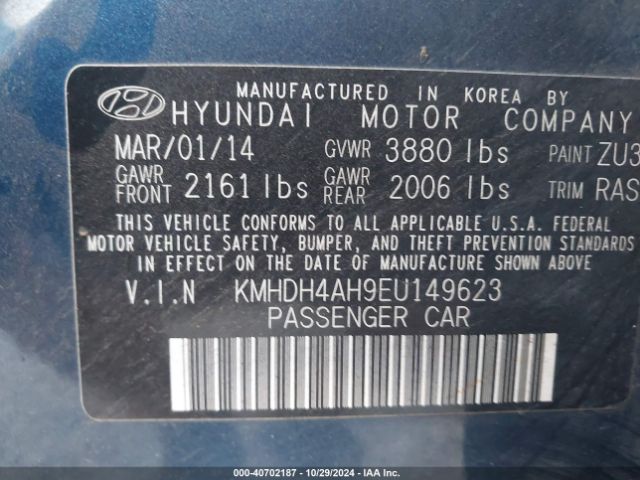 MANUFACTURED IN KOREA BY
HYUNDAI MOTOR COMPANY
MAR/01/14 GVWR 3880 lbs PAINT ZU3
GAWR FRONT 2161 lbs GAWR REAR 2006 lbs TRIM RAS
THIS VEHICLE CONFORMS TO ALL APPLICABLE U.S.A. FEDERAL
MOTOR VEHICLE SAFETY, BUMPER, AND THEFT PREVENTION STANDARDS
IN EFFECT ON THE DATE OF MANUFACTURE SHOWN ABOVE
V.I.N KMHDH4AH9EU149623
PASSENGER CAR
000-40702187 - 10/29/2024 - IAA Inc.